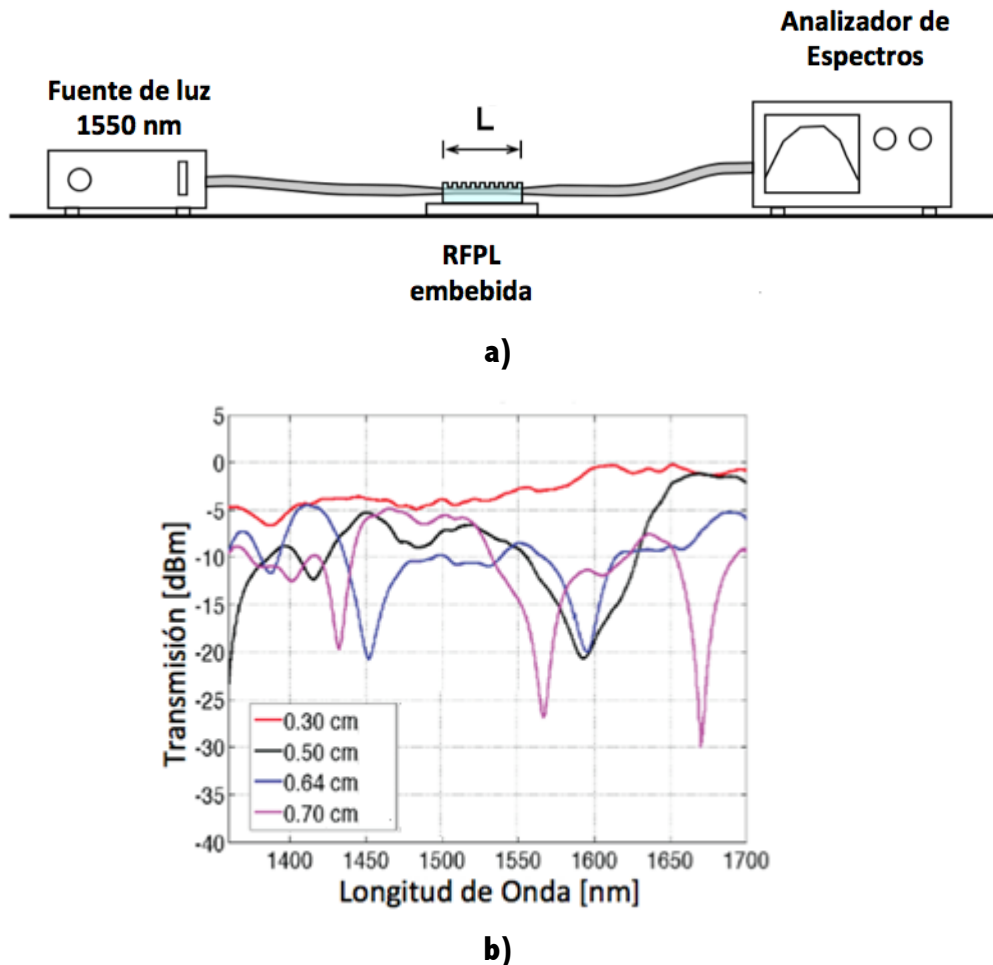 Analizador de
Espectros
Fuente de luz
1550 nm
L
RFPL
embebida
a)
5
0
-5
-10
-15
-20
-25
-30
-35
-40
Transmisión [dBm]
0.30 cm
0.50 cm
0.64 cm
0.70 cm
1400 1450 1500 1550 1600 1650 1700
Longitud de Onda [nm]
b)